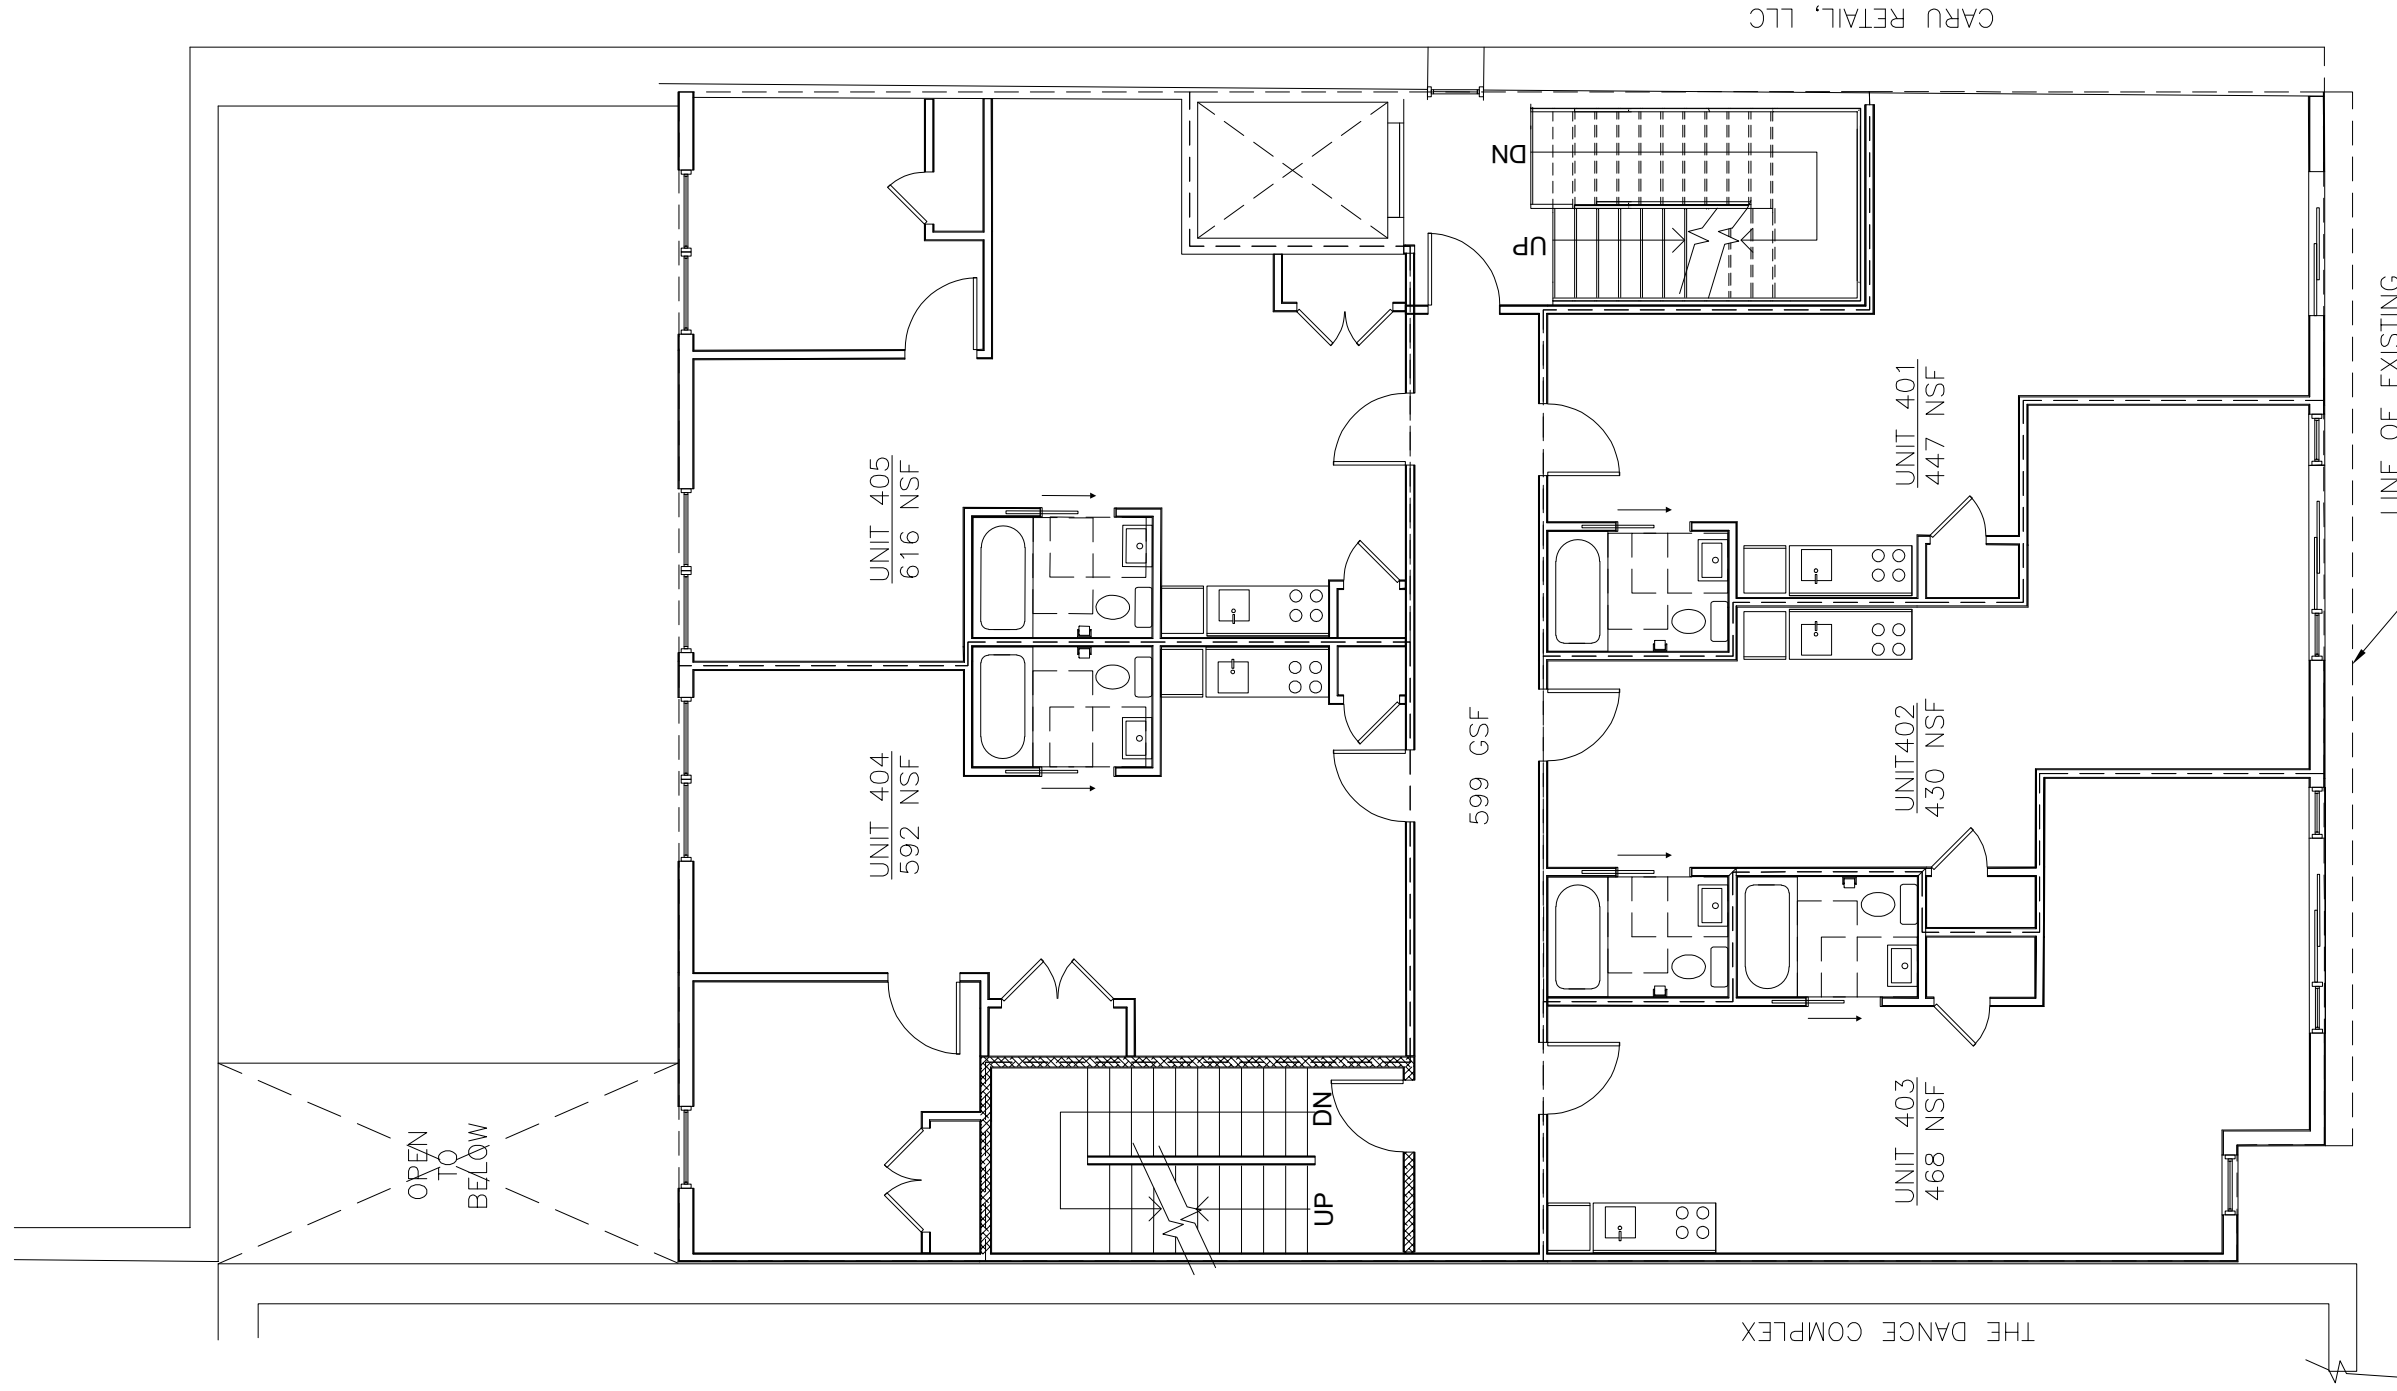 CARU RETAIL, LLC
DN
UP
UNIT 401
447 NSF
LINE OF EXISTING
UNIT 405
616 NSF
UNIT402
430 NSF
599 GSF
UNIT 404
592 NSF
UNIT 403
468 NSF
DN
UP
OPEN
TO
BELOW
THE DANCE COMPLEX